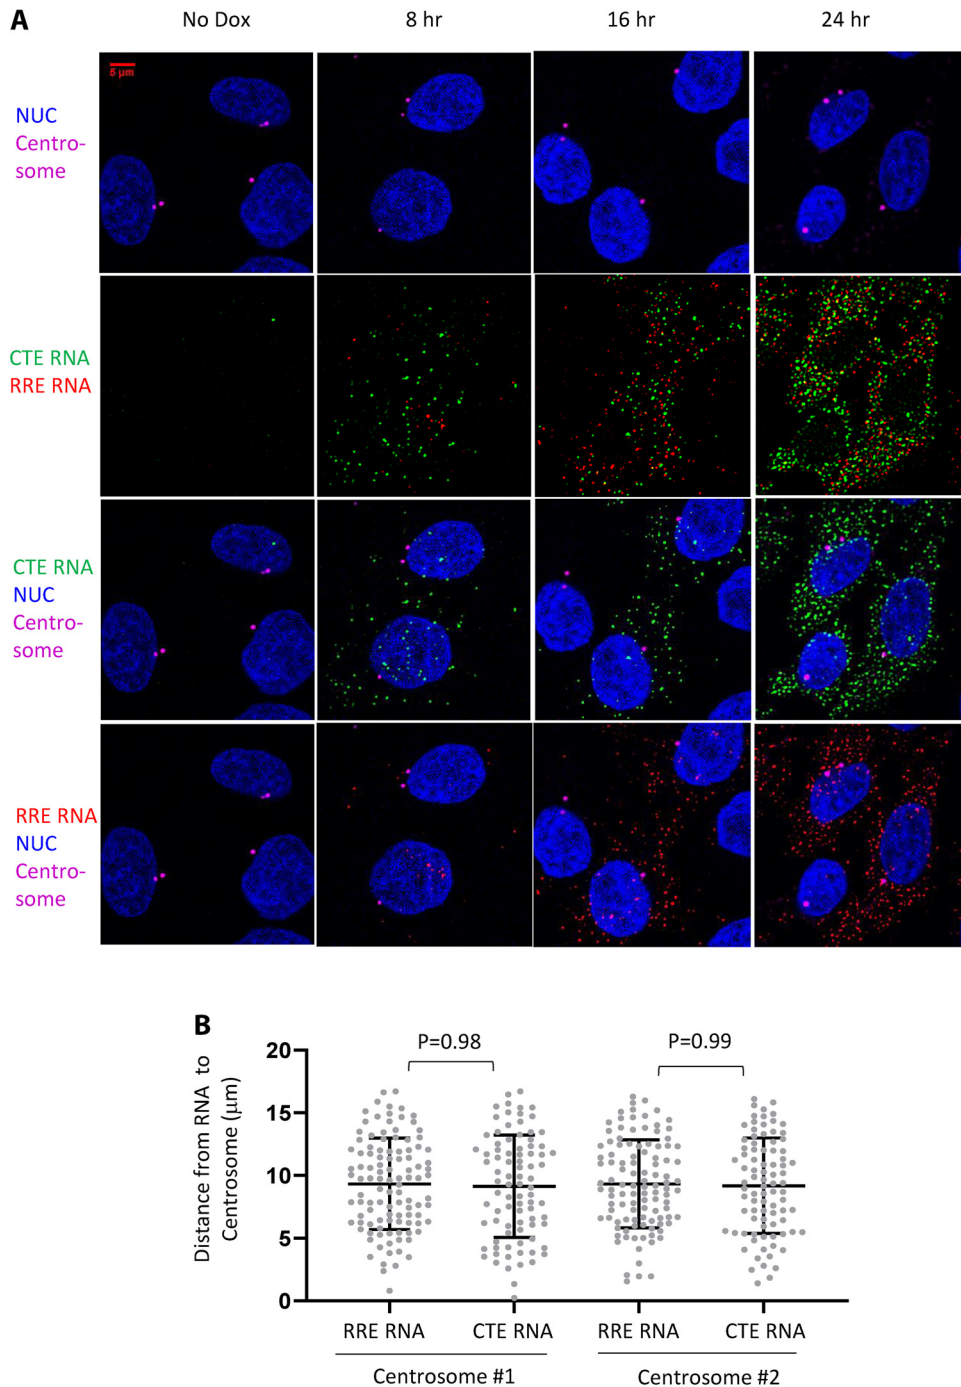 A
No Dox
8 hr
16 hr
24 hr
5 µm
NUC
Centro-
some
CTE RNA
RRE RNA
CTE RNA
NUC
Centro-
some
RRE RNA
NUC
Centro-
some
B
P=0.98
P=0.99
Distance from RNA to
Centrosome (µm)
20
15
10
5
0
RRE RNA
CTE RNA
RRE RNA
CTE RNA
Centrosome #1
Centrosome #2